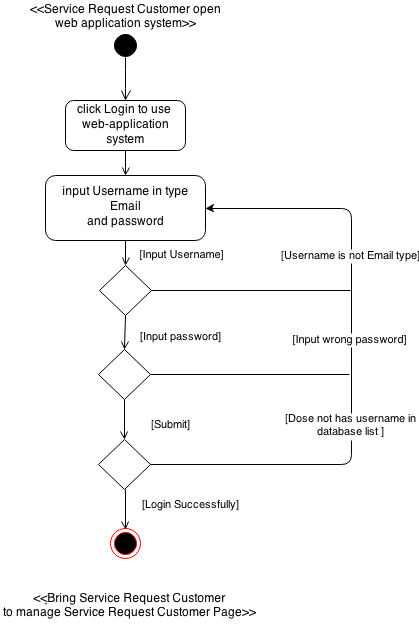 <<Service Request Customer open
web application system>>
click Login to use
web-application
system
input Username in type
Email
and password
[Input Username]
[Username is not Email type]
[Input password]
[Input wrong password]
[Submit]
[Dose not has username in
database list ]
[Login Successfully]
<<Bring Service Request Customer
to manage Service Request Customer Page>>